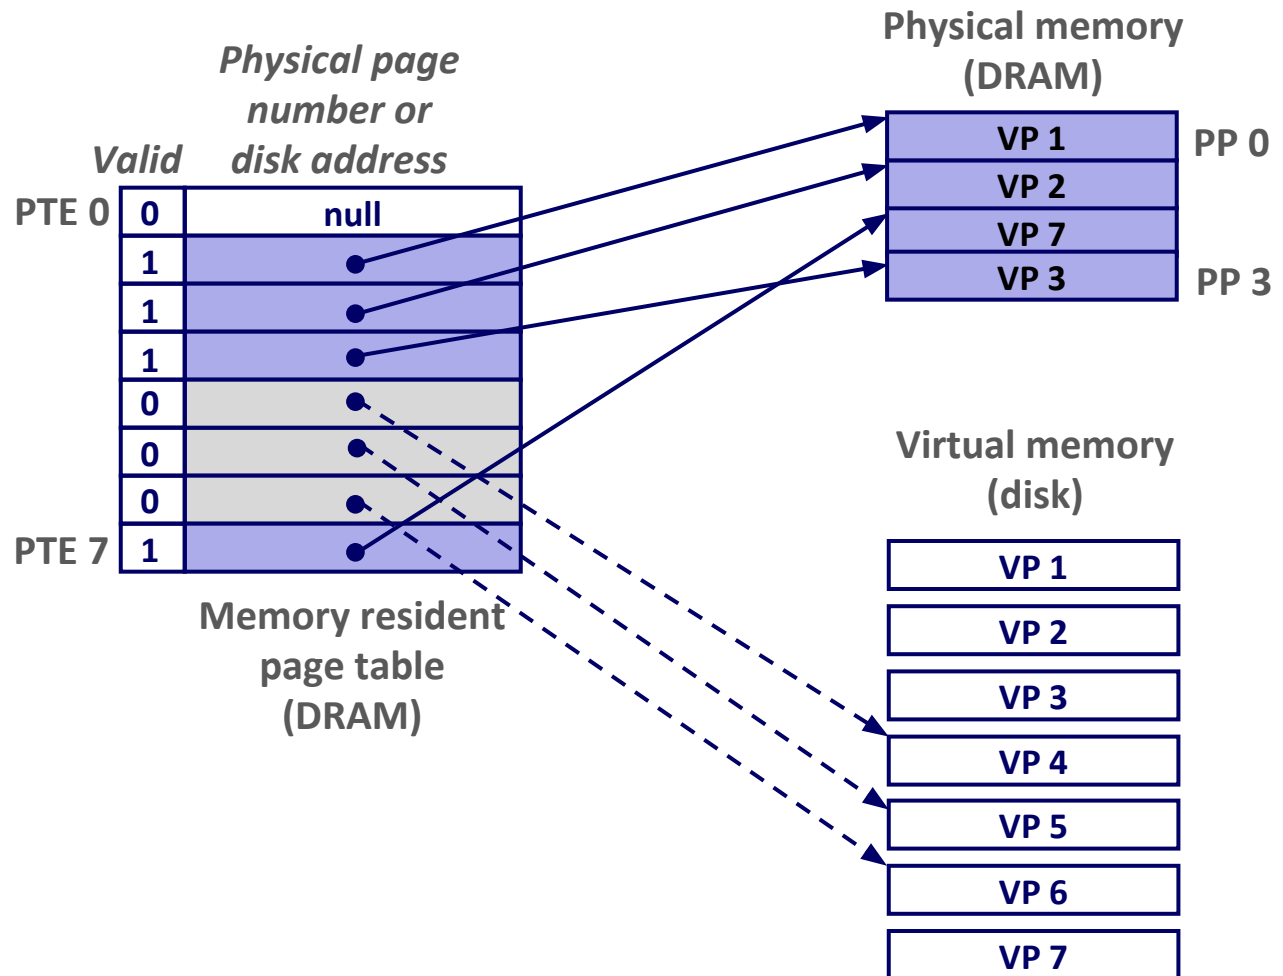 Physical memory
(DRAM)
Physical page
number or
disk address
Valid
PTE 0
0
null
1
1
1
0
0
0
PTE 7
1
Memory resident
page table
(DRAM)
VP 1
PP 0
VP 2
VP 7
VP 3
PP 3
Virtual memory
(disk)
VP 1
VP 2
VP 3
VP 4
VP 5
VP 6
VP 7